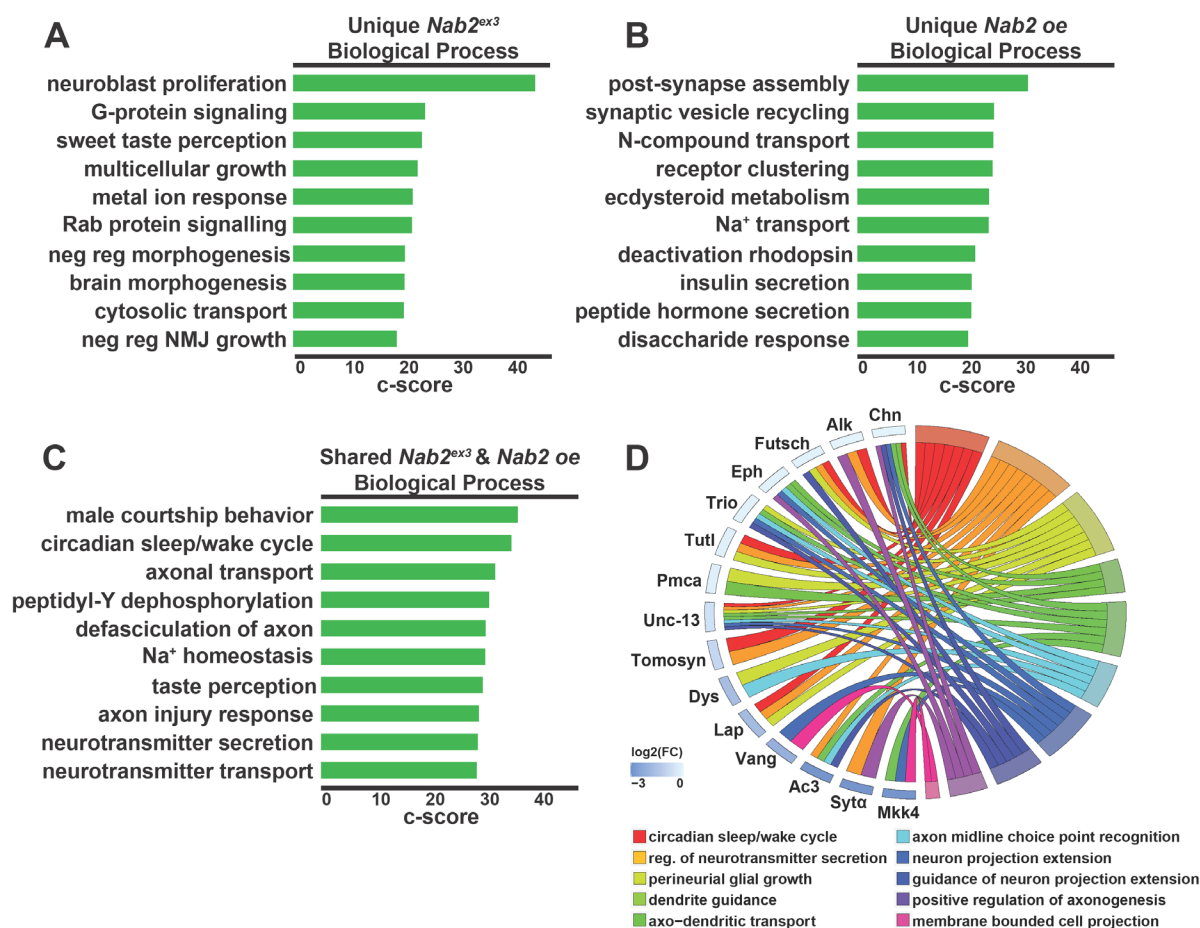 A
Unique Nab2ex3
Biological Process
neuroblast proliferation
G-protein signaling
sweet taste perception
multicellular growth
metal ion response
Rab protein signalling
neg reg morphogenesis
brain morphogenesis
cytosolic transport
neg reg NMJ growth
0 10 20 30 40
c-score
B
Unique Nab2 oe
Biological Process
post-synapse assembly
synaptic vesicle recycling
N-compound transport
receptor clustering
ecdysteroid metabolism
Na+ transport
deactivation rhodopsin
insulin secretion
peptide hormone secretion
disaccharide response
0 10 20 30 40
c-score
C
Shared Nab2ex3 & Nab2 oe
Biological Process
male courtship behavior
circadian sleep/wake cycle
axonal transport
peptidyl-Y dephosphorylation
defasciculation of axon
Na+ homeostasis
taste perception
axon injury response
neurotransmitter secretion
neurotransmitter transport
0 10 20 30 40
c-score
D
Chn
Alk
Futsch
Eph
Trio
Tutl
Pmca
Unc-13
Tomosyn
Dys
Lap
Vang
Ac3
Sytα
Mkk4
log2(FC)
−3 0
circadian sleep/wake cycle
reg. of neurotransmitter secretion
perineurial glial growth
dendrite guidance
axo−dendritic transport
axon midline choice point recognition
neuron projection extension
guidance of neuron projection extension
positive regulation of axonogenesis
membrane bounded cell projection